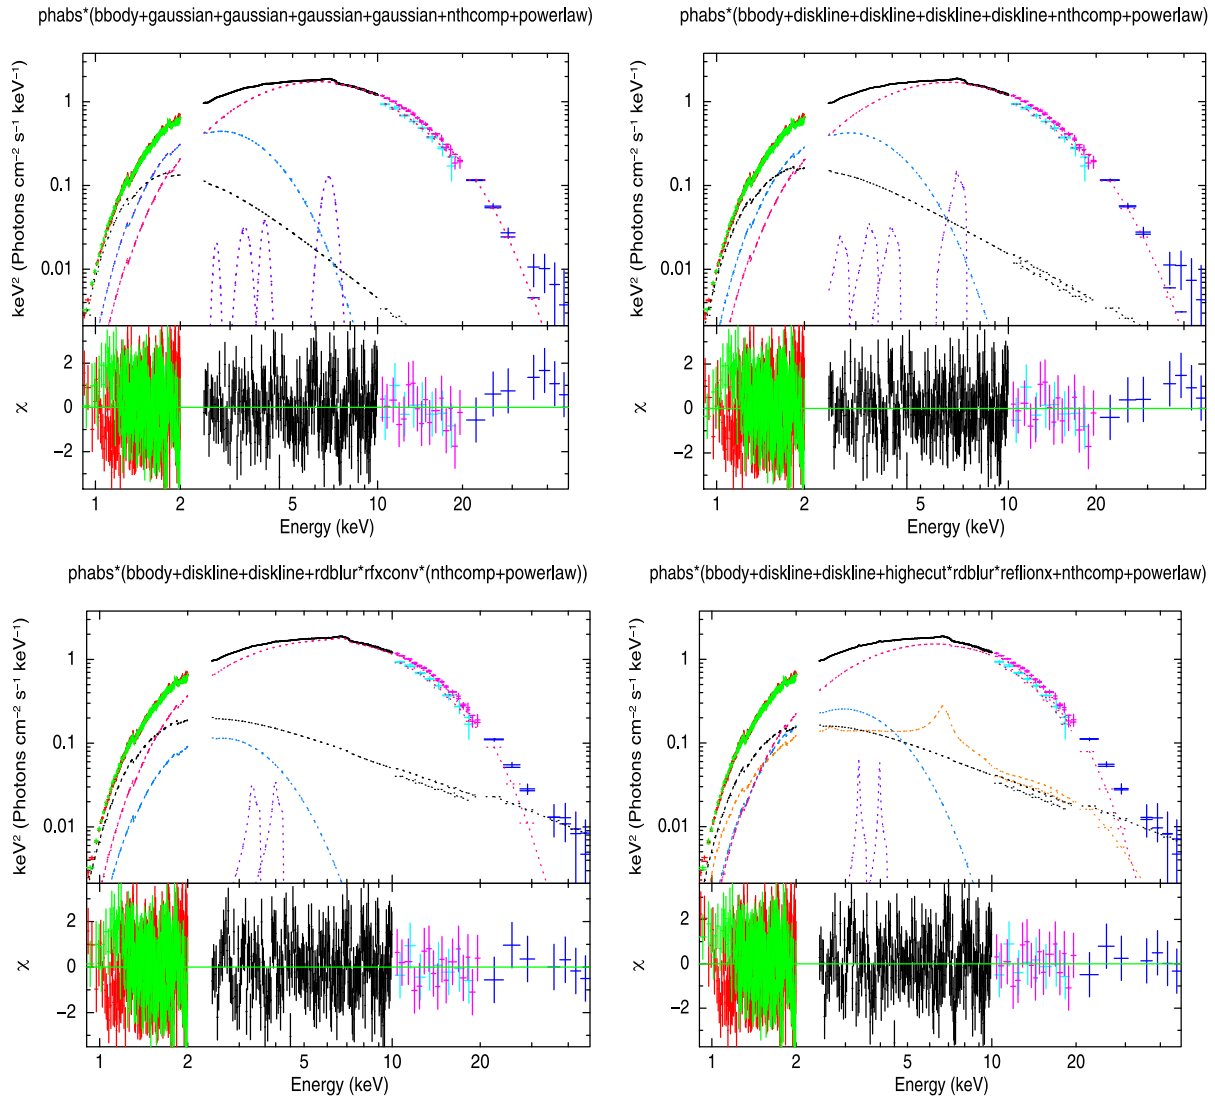 phabs*(bbody+gaussian+gaussian+gaussian+gaussian+nthcomp+powerlaw)
keV² (Photons cm⁻² s⁻¹ keV⁻¹)
1
0.1
0.01
χ
2
0
−2
1
2
5
10
20
Energy (keV)
phabs*(bbody+diskline+diskline+diskline+diskline+nthcomp+powerlaw)
keV² (Photons cm⁻² s⁻¹ keV⁻¹)
1
0.1
0.01
χ
2
0
−2
1
2
5
10
20
Energy (keV)
phabs*(bbody+diskline+diskline+rdblur*rfxconv*(nthcomp+powerlaw))
keV² (Photons cm⁻² s⁻¹ keV⁻¹)
1
0.1
0.01
χ
2
0
−2
1
2
5
10
20
Energy (keV)
phabs*(bbody+diskline+diskline+highecut*rdblur*reflionx+nthcomp+powerlaw)
keV² (Photons cm⁻² s⁻¹ keV⁻¹)
1
0.1
0.01
χ
2
0
−2
1
2
5
10
20
Energy (keV)